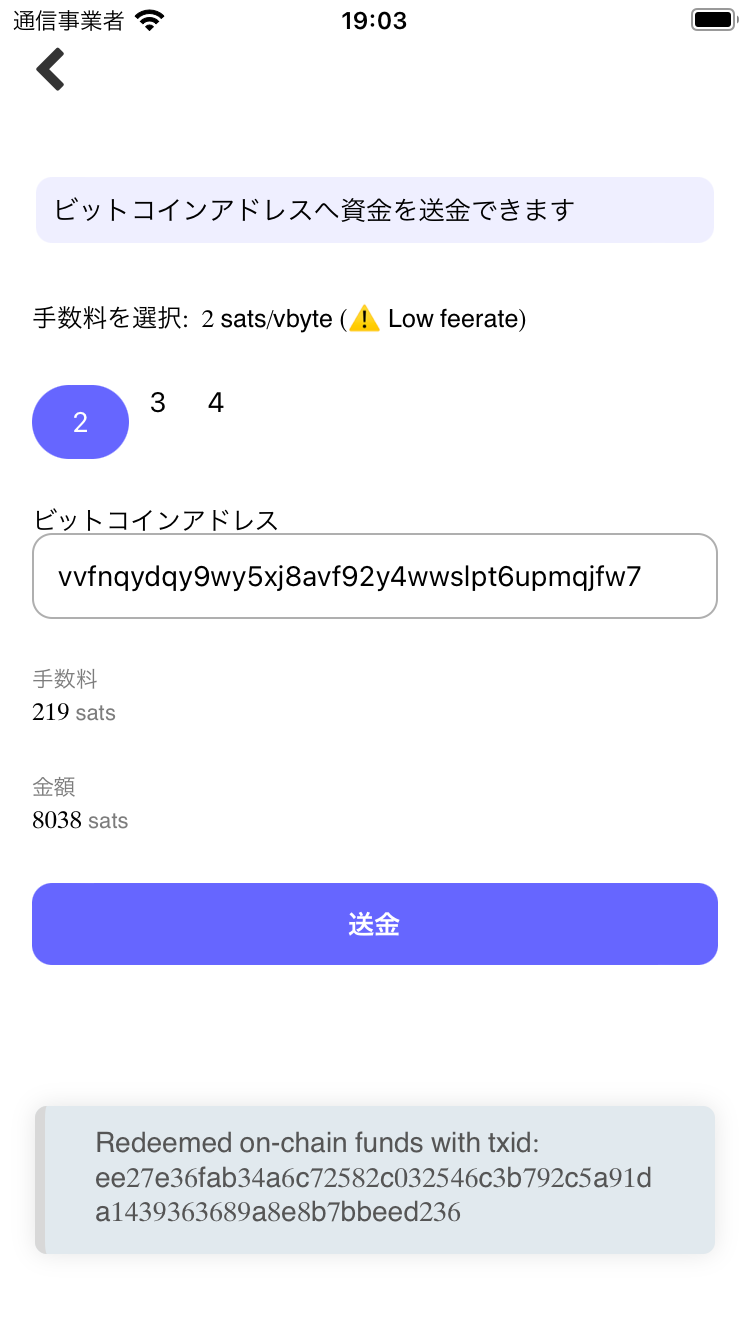 通信事業者 19:03
ビットコインアドレスへ資金を送金できます
手数料を選択: 2 sats/vbyte (⚠️ Low feerate)
2 3 4
ビットコインアドレス
vvfnqydqy9wy5xj8avf92y4wwslpt6upmqjfw7
手数料
219 sats
金額
8038 sats
送金
Redeemed on-chain funds with txid:
ee27e36fab34a6c72582c032546c3b792c5a91d
a1439363689a8e8b7bbeed236